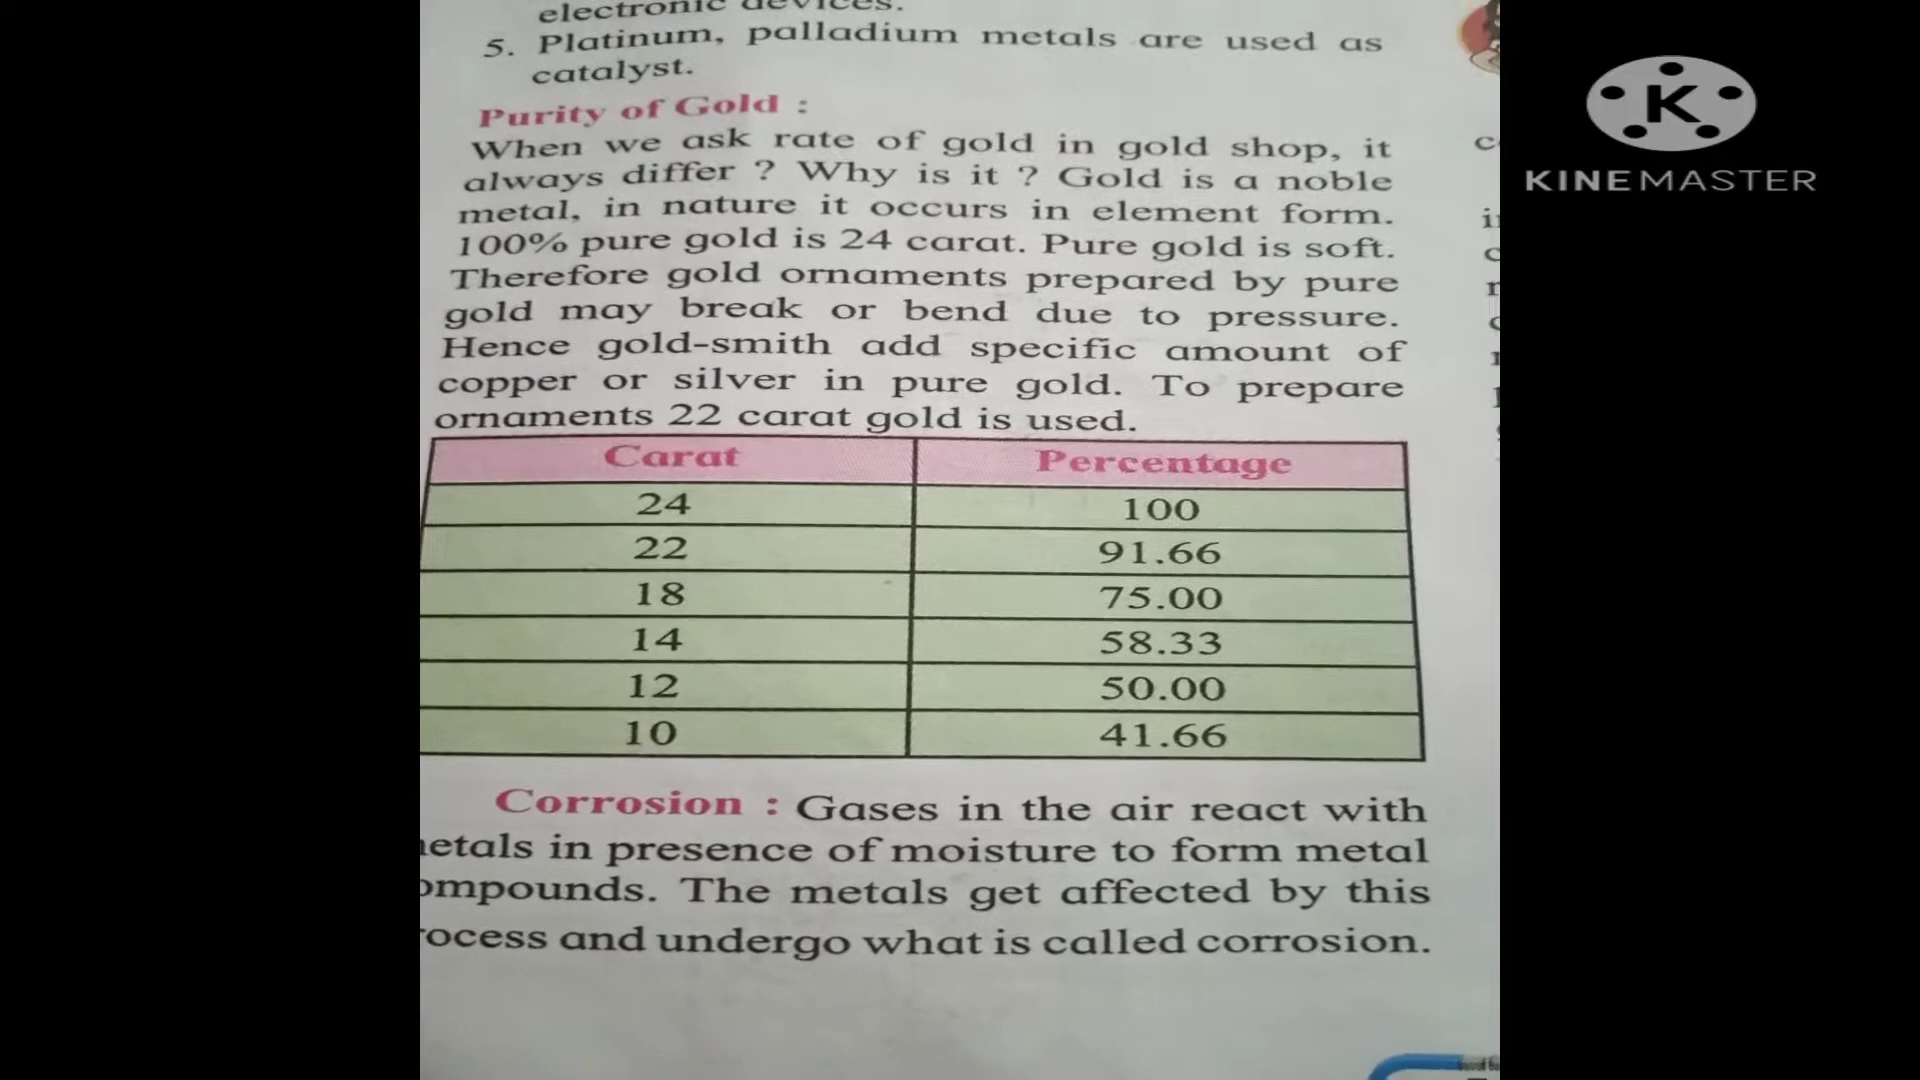 electronic devices.
5. Platinum, palladium metals are used as
catalyst.
Purity of Gold :
When we ask rate of gold in gold shop, it
always differ ? Why is it ? Gold is a noble
metal, in nature it occurs in element form.
100% pure gold is 24 carat. Pure gold is soft.
Therefore gold ornaments prepared by pure
gold may break or bend due to pressure.
Hence gold-smith add specific amount of
copper or silver in pure gold. To prepare
ornaments 22 carat gold is used.
Carat Percentage
24 100
22 91.66
18 75.00
14 58.33
12 50.00
10 41.66
Corrosion : Gases in the air react with
etals in presence of moisture to form metal
ompounds. The metals get affected by this
ocess and undergo what is called corrosion.
K
KINEMASTER